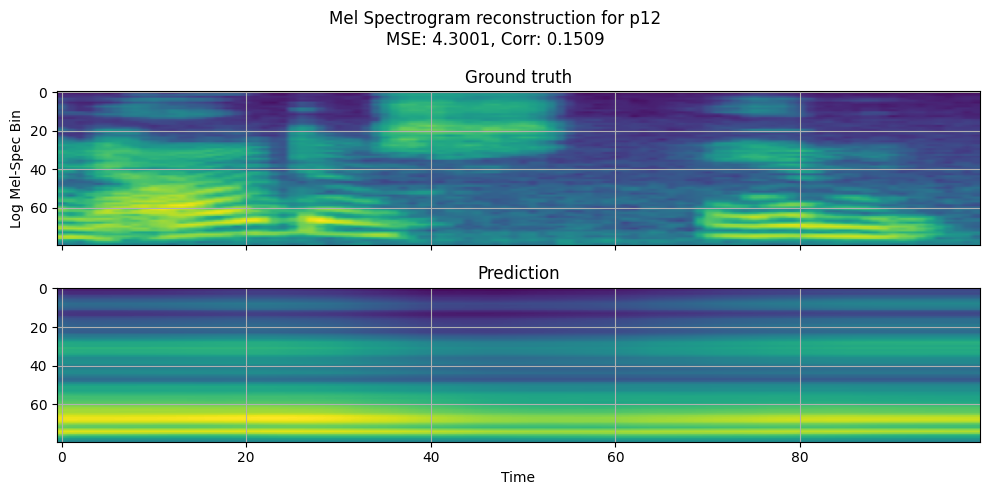 Mel Spectrogram reconstruction for p12
MSE: 4.3001, Corr: 0.1509
Ground truth
Log Mel-Spec Bin
0
20
40
60
Prediction
0
20
40
60
0 20 40 60 80
Time